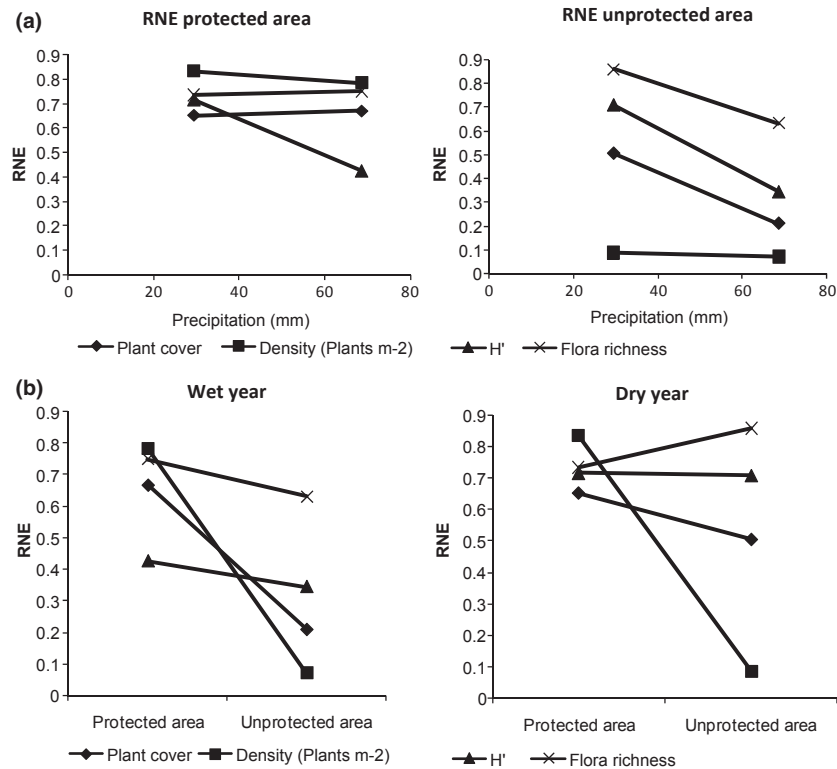 (a)
RNE protected area
RNE unprotected area
0.9
0.8
0.7
0.6
0.5
0.4
0.3
0.2
0.1
0
RNE
0 20 40 60 80
Precipitation (mm)
0.9
0.8
0.7
0.6
0.5
0.4
0.3
0.2
0.1
0
RNE
0 20 40 60 80
Precipitation (mm)
Plant cover Density (Plants m-2) H' Flora richness
(b)
Wet year
Dry year
0.9
0.8
0.7
0.6
0.5
0.4
0.3
0.2
0.1
0
RNE
Protected area Unprotected area
0.9
0.8
0.7
0.6
0.5
0.4
0.3
0.2
0.1
0
RNE
Protected area Unprotected area
Plant cover Density (Plants m-2) H' Flora richness